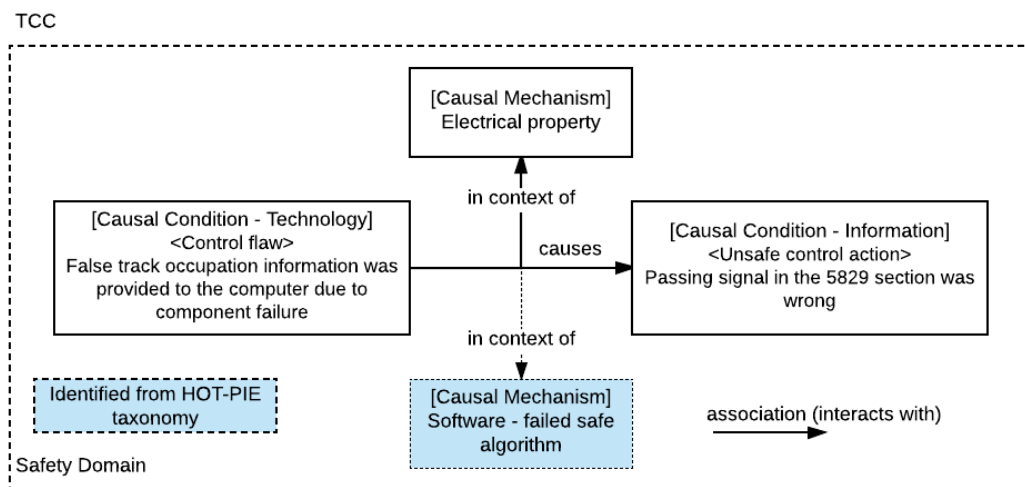 TCC
[Causal Mechanism]
Electrical property
in context of
[Causal Condition - Technology]
<Control flaw>
False track occupation information was
provided to the computer due to
component failure
causes
[Causal Condition - Information]
<Unsafe control action>
Passing signal in the 5829 section was
wrong
in context of
Identified from HOT-PIE
taxonomy
[Causal Mechanism]
Software - failed safe
algorithm
association (interacts with)
Safety Domain